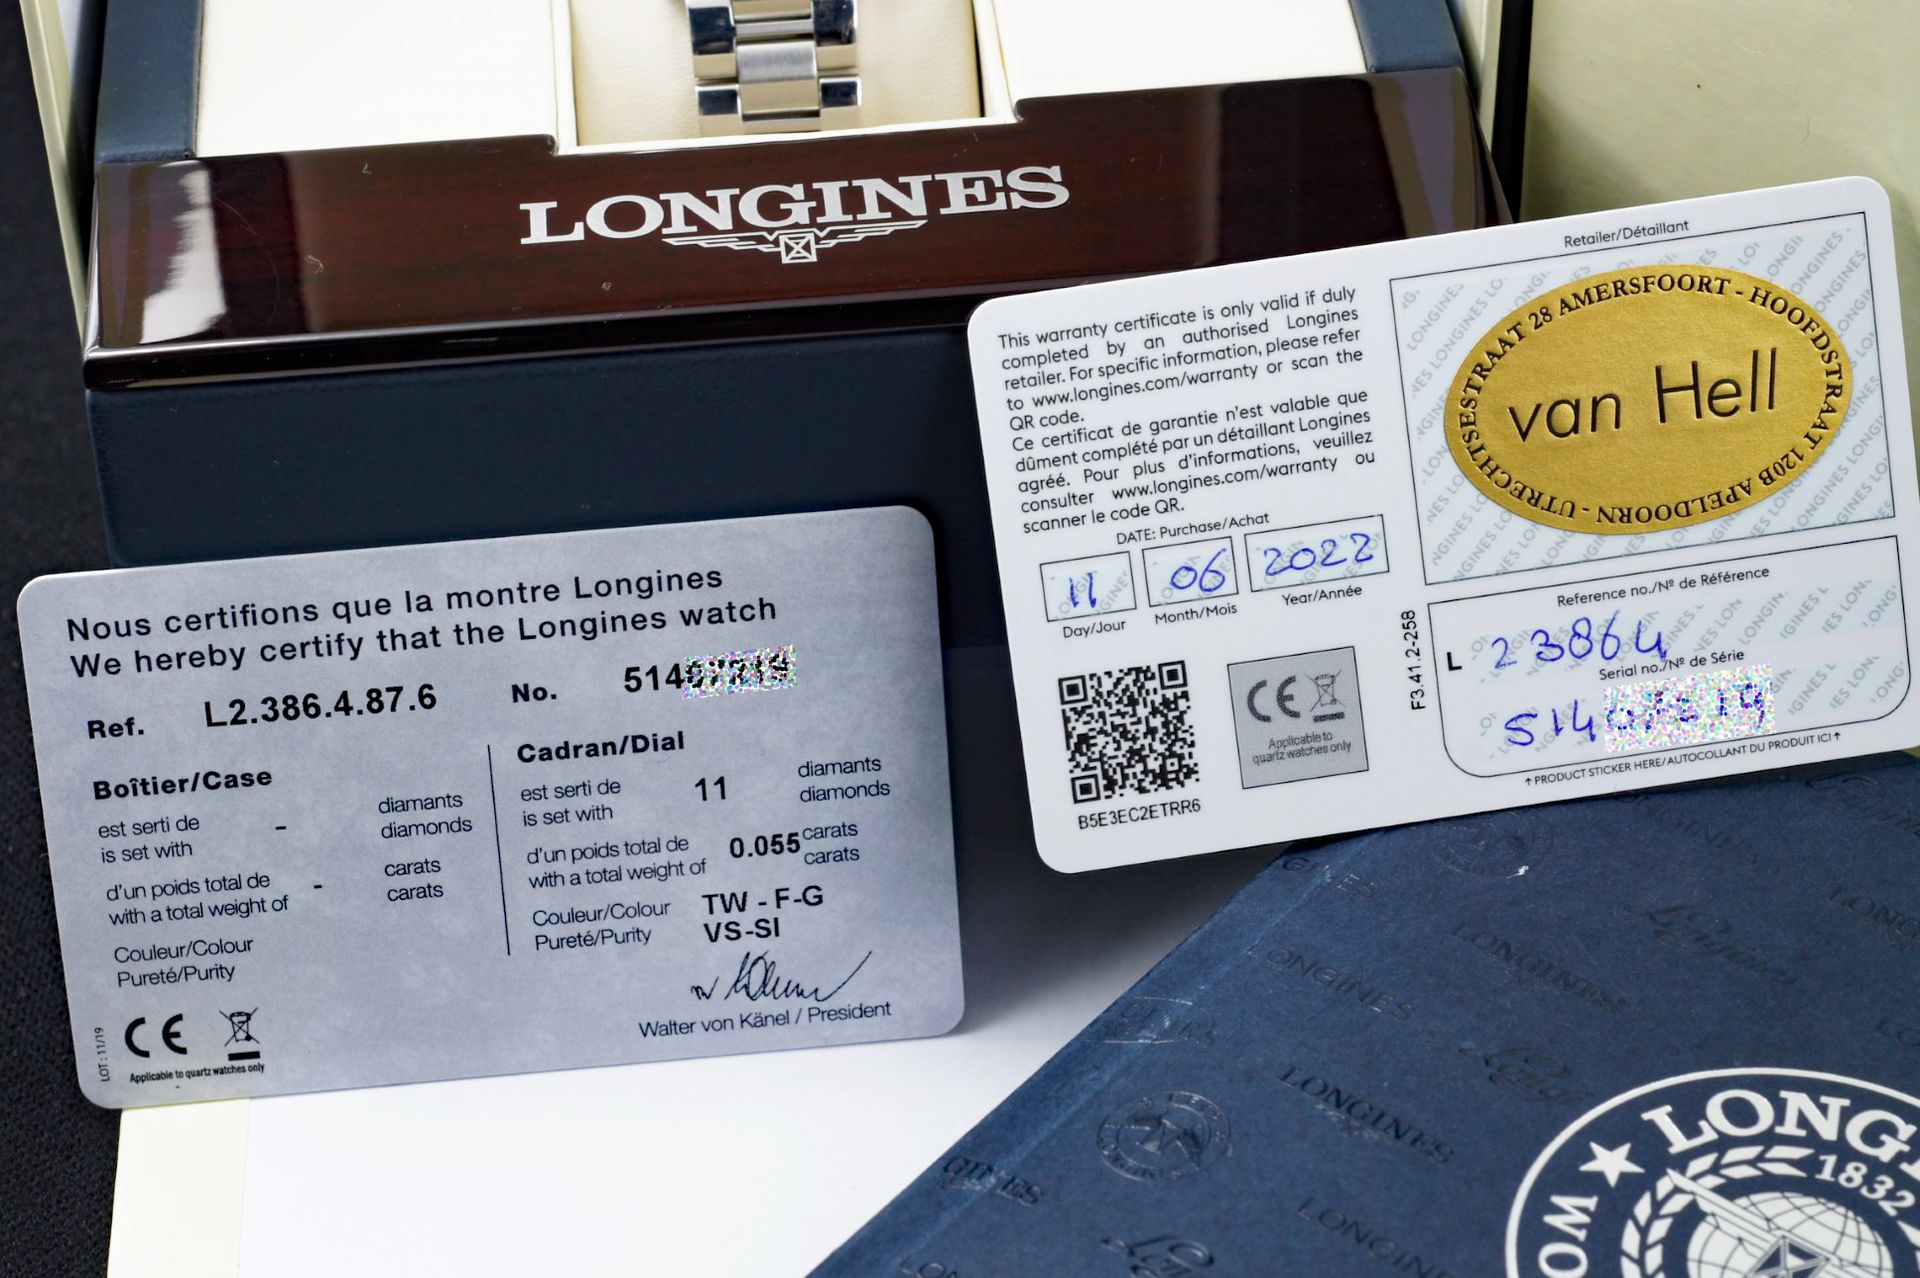 LONGINES
This warranty certificate is only valid if duly
completed by an authorised Longines
retailer. For specific information, please refer
to www.longines.com/warranty or scan the
QR code.
Ce certificat de garantie n'est valable que
dûment complété par un détaillant Longines
agréé. Pour plus d'informations, veuillez
consulter www.longines.com/warranty ou
scanner le code QR.
DATE: Purchase/Achat
11 06 2022
Day/Jour Month/Mois Year/Année
B5E3EC2ETRR6
CE
Applicable to
quartz watches only
F3.41.2-258
Retailer/Détaillant
UTRECHTSESTRAAT 28 AMERSFOORT - HOOFDSTRAAT 120B APELDOORN -
van Hell
Reference no./Nº de Référence
L 23864
Serial no./Nº de Série
514
↑ PRODUCT STICKER HERE/AUTOCOLLANT DU PRODUIT ICI ↑
Nous certifions que la montre Longines
We hereby certify that the Longines watch
Ref. L2.386.4.87.6 No. 514
Boîtier/Case
est serti de - diamants
is set with diamonds
d'un poids total de - carats
with a total weight of carats
Couleur/Colour
Pureté/Purity
CE
Applicable to quartz watches only
LOT: 11/19
Cadran/Dial
est serti de 11 diamants
is set with diamonds
d'un poids total de 0.055 carats
with a total weight of carats
Couleur/Colour TW - F-G
Pureté/Purity VS-SI
Walter von Känel / President
LONGINES
LONGINES
LONGINES
LONG
1832